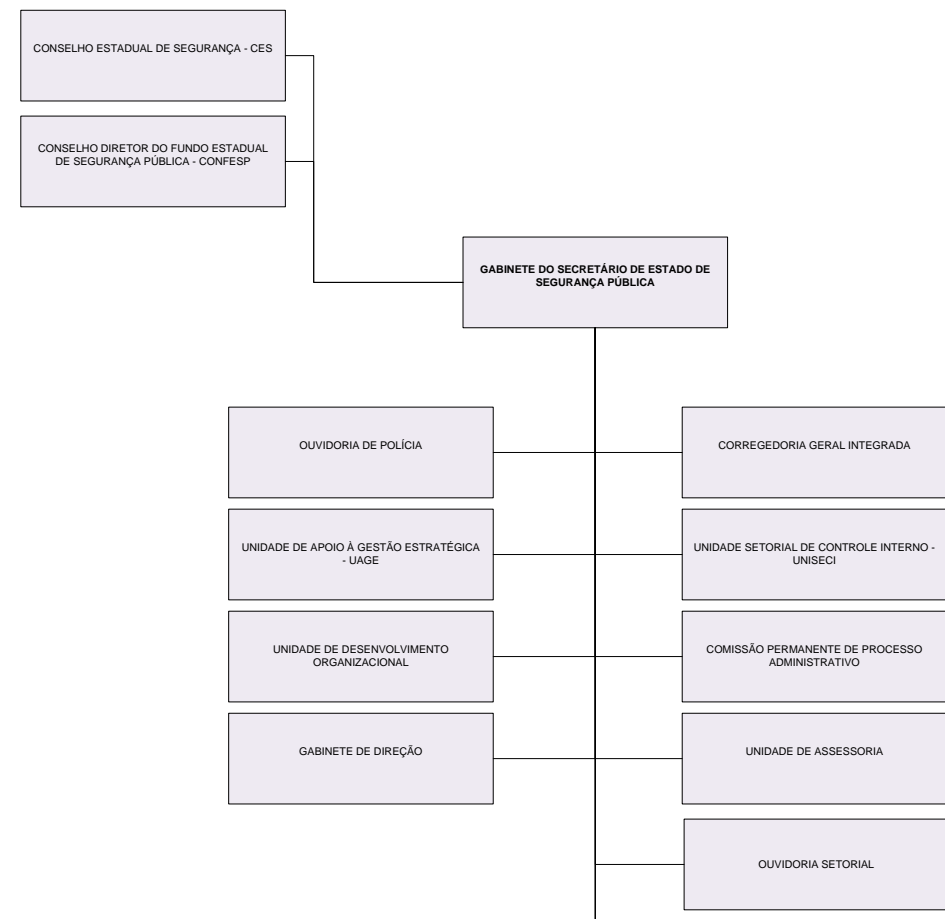 CONSELHO ESTADUAL DE SEGURANÇA - CES
CONSELHO DIRETOR DO FUNDO ESTADUAL
DE SEGURANÇA PÚBLICA - CONFESP
GABINETE DO SECRETÁRIO DE ESTADO DE
SEGURANÇA PÚBLICA
OUVIDORIA DE POLÍCIA
CORREGEDORIA GERAL INTEGRADA
UNIDADE DE APOIO À GESTÃO ESTRATÉGICA
- UAGE
UNIDADE SETORIAL DE CONTROLE INTERNO -
UNISECI
UNIDADE DE DESENVOLVIMENTO
ORGANIZACIONAL
COMISSÃO PERMANENTE DE PROCESSO
ADMINISTRATIVO
GABINETE DE DIREÇÃO
UNIDADE DE ASSESSORIA
OUVIDORIA SETORIAL